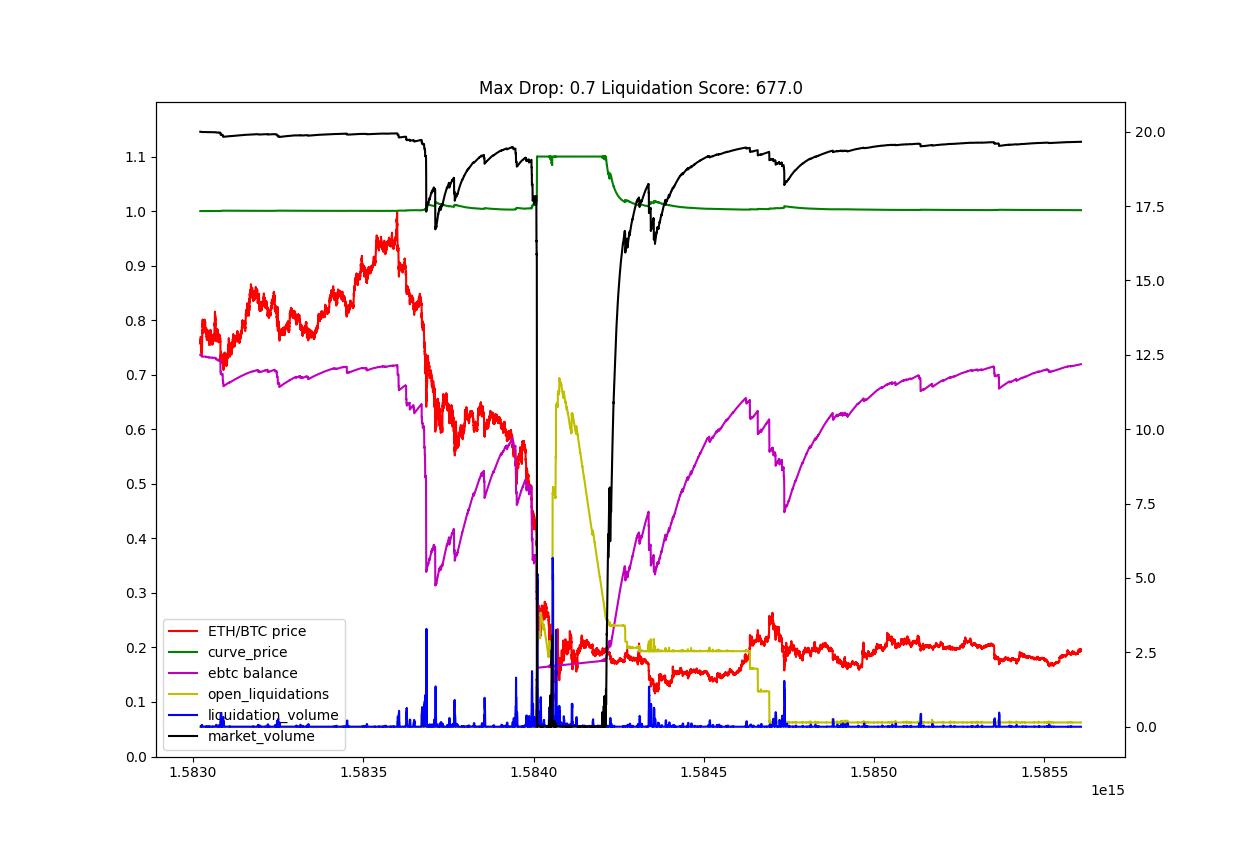 Max Drop: 0.7 Liquidation Score: 677.0
1.1
1.0
0.9
0.8
0.7
0.6
0.5
0.4
0.3
0.2
0.1
0.0
20.0
17.5
15.0
12.5
10.0
7.5
5.0
2.5
0.0
ETH/BTC price
curve_price
ebtc balance
open_liquidations
liquidation_volume
market_volume
1.5830 1.5835 1.5840 1.5845 1.5850 1.5855
1e15